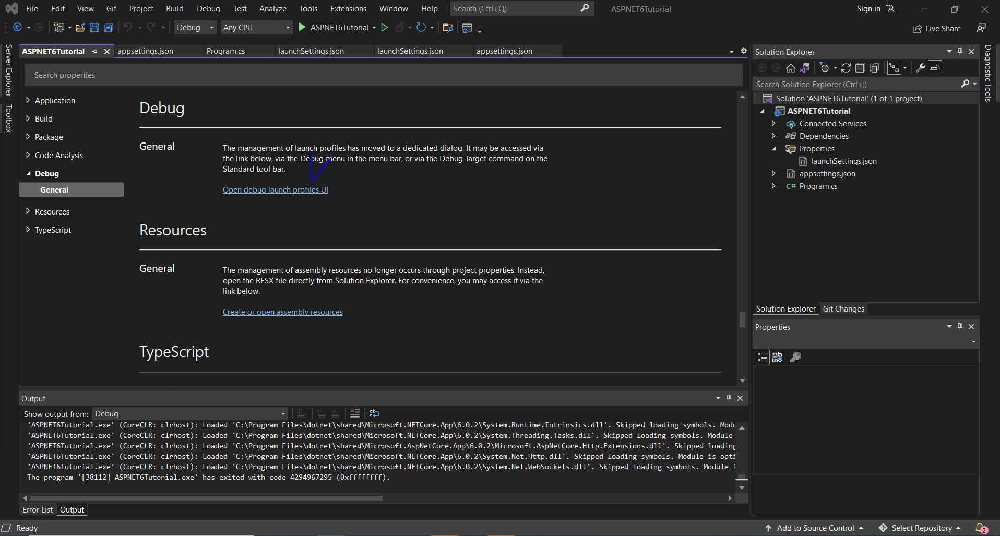 File Edit View Git Project Build Debug Test Analyze Tools Extensions Window Help Search (Ctrl+Q) ASPNET6Tutorial Sign in
Debug Any CPU ASPNET6Tutorial Live Share
Server Explorer
Toolbox
ASPNET6Tutorial appsettings.json Program.cs launchSettings.json launchSettings.json appsettings.json
Search properties
Application
Build
Package
Code Analysis
Debug
General
Resources
TypeScript
Debug
General
The management of launch profiles has moved to a dedicated dialog. It may be accessed via
the link below, via the Debug menu in the menu bar, or via the Debug Target command on the
Standard tool bar.
Open debug launch profiles UI
Resources
General
The management of assembly resources no longer occurs through project properties. Instead,
open the RESX file directly from Solution Explorer. For convenience, you may access it via the
link below.
Create or open assembly resources
TypeScript
Output
Show output from: Debug
'ASPNET6Tutorial.exe' (CoreCLR: clrhost): Loaded 'C:\Program Files\dotnet\shared\Microsoft.NETCore.App\6.0.2\System.Runtime.Intrinsics.dll'. Skipped loading symbols. Modu
'ASPNET6Tutorial.exe' (CoreCLR: clrhost): Loaded 'C:\Program Files\dotnet\shared\Microsoft.NETCore.App\6.0.2\System.Threading.Tasks.dll'. Skipped loading symbols. Module
'ASPNET6Tutorial.exe' (CoreCLR: clrhost): Loaded 'C:\Program Files\dotnet\shared\Microsoft.AspNetCore.App\6.0.2\Microsoft.AspNetCore.Http.Extensions.dll'. Skipped loading
'ASPNET6Tutorial.exe' (CoreCLR: clrhost): Loaded 'C:\Program Files\dotnet\shared\Microsoft.NETCore.App\6.0.2\System.Net.Http.dll'. Skipped loading symbols. Module is opti
'ASPNET6Tutorial.exe' (CoreCLR: clrhost): Loaded 'C:\Program Files\dotnet\shared\Microsoft.NETCore.App\6.0.2\System.Net.WebSockets.dll'. Skipped loading symbols. Module i
The program '[38112] ASPNET6Tutorial.exe' has exited with code 4294967295 (0xffffffff).
Error List Output
Solution Explorer
Search Solution Explorer (Ctrl+;)
Solution 'ASPNET6Tutorial' (1 of 1 project)
ASPNET6Tutorial
Connected Services
Dependencies
Properties
launchSettings.json
appsettings.json
C# Program.cs
Solution Explorer Git Changes
Properties
Diagnostic Tools
Ready Add to Source Control Select Repository 2